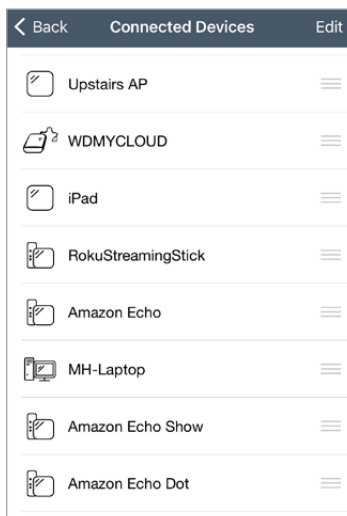 Back Connected Devices Edit
Upstairs AP
WDMYCLOUD
iPad
RokuStreamingStick
Amazon Echo
MH-Laptop
Amazon Echo Show
Amazon Echo Dot